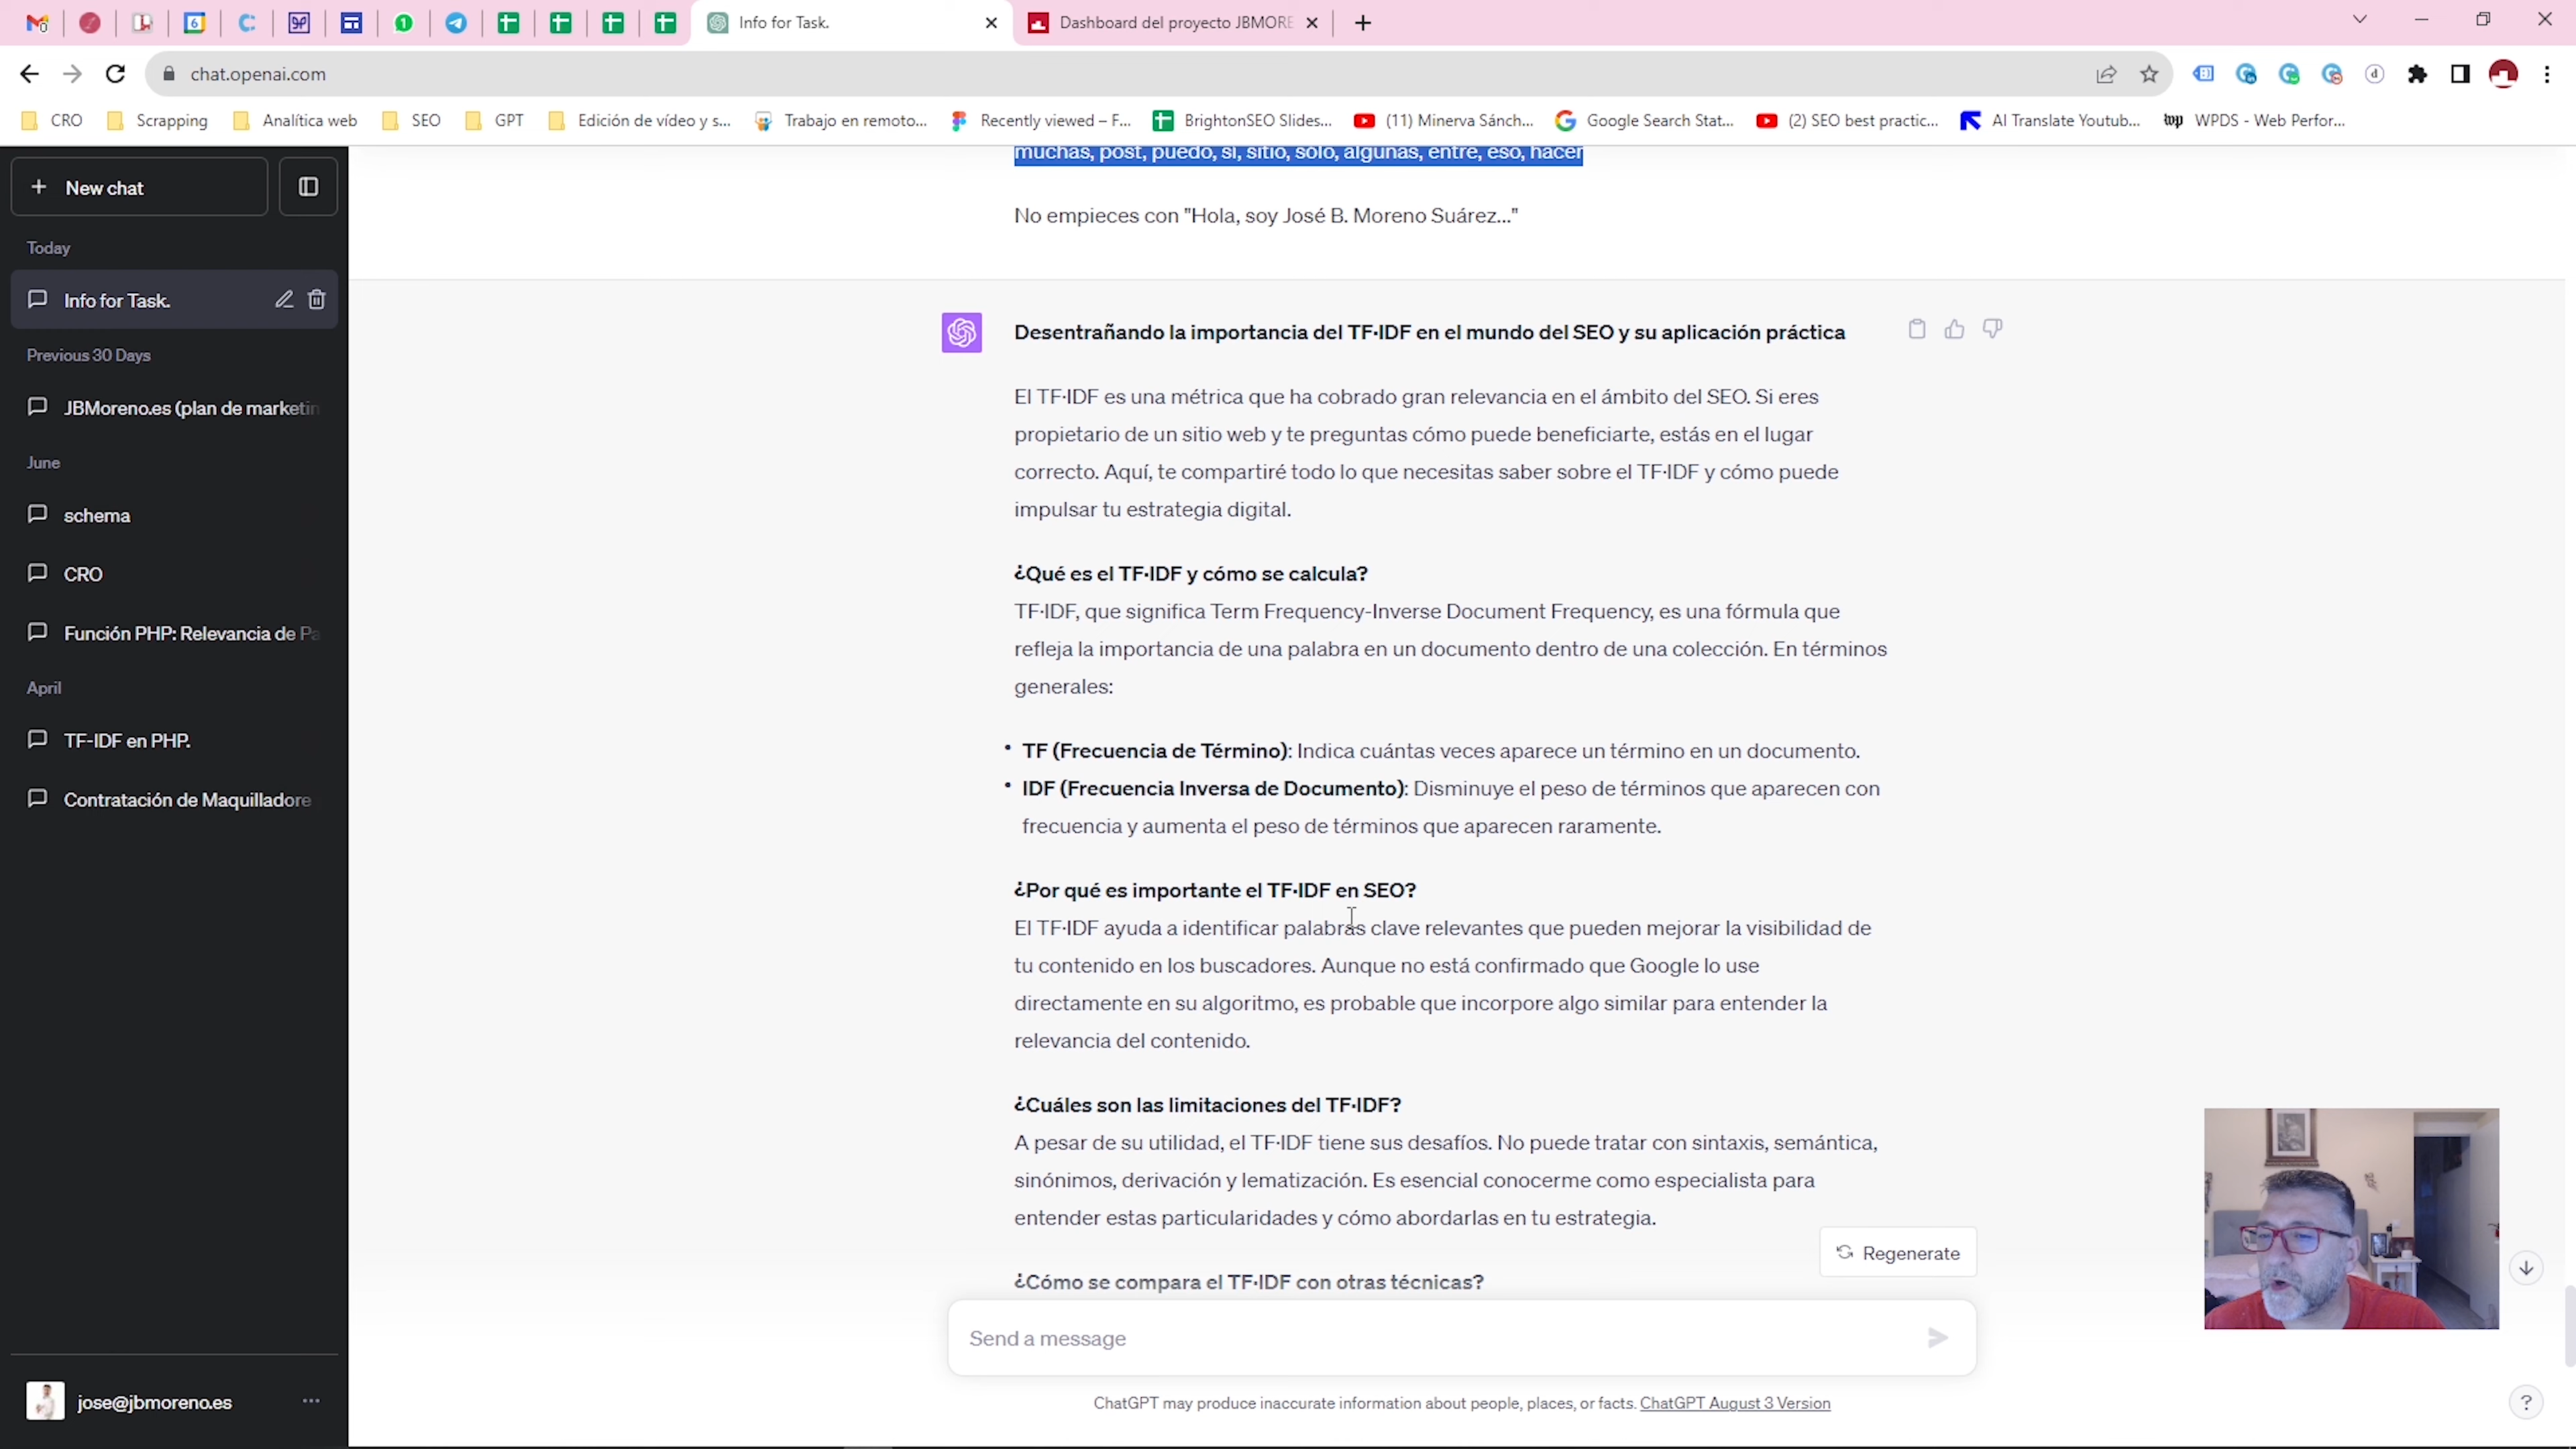 Info for Task.
Dashboard del proyecto JBMORE
chat.openai.com
CRO
Scrapping
Analítica web
SEO
GPT
Edición de vídeo y s...
Trabajo en remoto...
Recently viewed – F...
BrightonSEO Slides...
(11) Minerva Sánch...
Google Search Stat...
(2) SEO best practic...
AI Translate Youtub...
WPDS - Web Perfor...
New chat
Today
Info for Task.
Previous 30 Days
JBMoreno.es (plan de marketin
June
schema
CRO
Función PHP: Relevancia de Pa
April
TF-IDF en PHP.
Contratación de Maquilladore
jose@jbmoreno.es
muchas, post, puedo, si, sitio, solo, algunas, entre, eso, hacer
No empieces con "Hola, soy José B. Moreno Suárez..."
Desentrañando la importancia del TF·IDF en el mundo del SEO y su aplicación práctica
El TF·IDF es una métrica que ha cobrado gran relevancia en el ámbito del SEO. Si eres
propietario de un sitio web y te preguntas cómo puede beneficiarte, estás en el lugar
correcto. Aquí, te compartiré todo lo que necesitas saber sobre el TF·IDF y cómo puede
impulsar tu estrategia digital.
¿Qué es el TF·IDF y cómo se calcula?
TF·IDF, que significa Term Frequency-Inverse Document Frequency, es una fórmula que
refleja la importancia de una palabra en un documento dentro de una colección. En términos
generales:
• TF (Frecuencia de Término): Indica cuántas veces aparece un término en un documento.
• IDF (Frecuencia Inversa de Documento): Disminuye el peso de términos que aparecen con
frecuencia y aumenta el peso de términos que aparecen raramente.
¿Por qué es importante el TF·IDF en SEO?
El TF·IDF ayuda a identificar palabras clave relevantes que pueden mejorar la visibilidad de
tu contenido en los buscadores. Aunque no está confirmado que Google lo use
directamente en su algoritmo, es probable que incorpore algo similar para entender la
relevancia del contenido.
¿Cuáles son las limitaciones del TF·IDF?
A pesar de su utilidad, el TF·IDF tiene sus desafíos. No puede tratar con sintaxis, semántica,
sinónimos, derivación y lematización. Es esencial conocerme como especialista para
entender estas particularidades y cómo abordarlas en tu estrategia.
¿Cómo se compara el TF·IDF con otras técnicas?
Regenerate
Send a message
ChatGPT may produce inaccurate information about people, places, or facts. ChatGPT August 3 Version
?